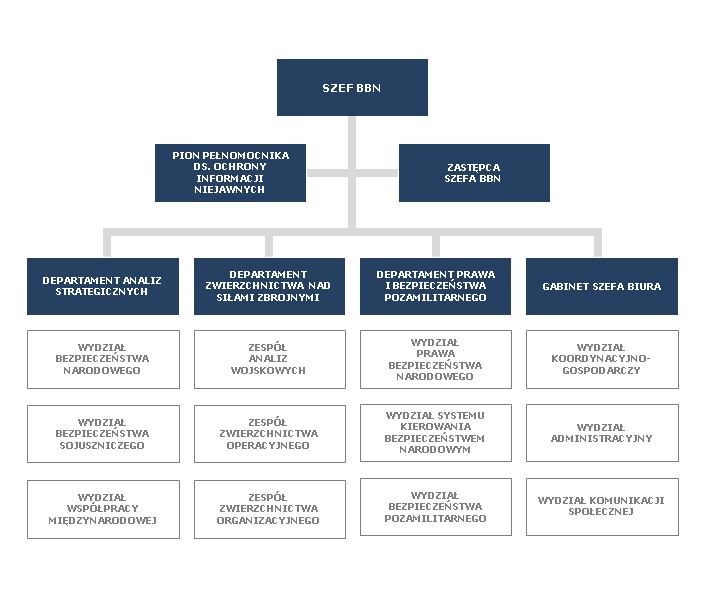 SZEF BBN
PION PEŁNOMOCNIKA
DS. OCHRONY
INFORMACJI
NIEJAWNYCH
ZASTĘPCA
SZEFA BBN
DEPARTAMENT ANALIZ
STRATEGICZNYCH
DEPARTAMENT
ZWIERZCHNICTWA NAD
SIŁAMI ZBROJNYMI
DEPARTAMENT PRAWA
I BEZPIECZEŃSTWA
POZAMILITARNEGO
GABINET SZEFA BIURA
WYDZIAŁ
BEZPIECZEŃSTWA
NARODOWEGO
ZESPÓŁ
ANALIZ
WOJSKOWYCH
WYDZIAŁ
PRAWA
BEZPIECZEŃSTWA
NARODOWEGO
WYDZIAŁ
KOORDYNACYJNO-
GOSPODARCZY
WYDZIAŁ
BEZPIECZEŃSTWA
SOJUSZNICZEGO
ZESPÓŁ
ZWIERZCHNICTWA
OPERACYJNEGO
WYDZIAŁ SYSTEMU
KIEROWANIA
BEZPIECZEŃSTWEM
NARODOWYM
WYDZIAŁ
ADMINISTRACYJNY
WYDZIAŁ
WSPÓŁPRACY
MIĘDZYNARODOWEJ
ZESPÓŁ
ZWIERZCHNICTWA
ORGANIZACYJNEGO
WYDZIAŁ
BEZPIECZEŃSTWA
POZAMILITARNEGO
WYDZIAŁ KOMUNIKACJI
SPOŁECZNEJ